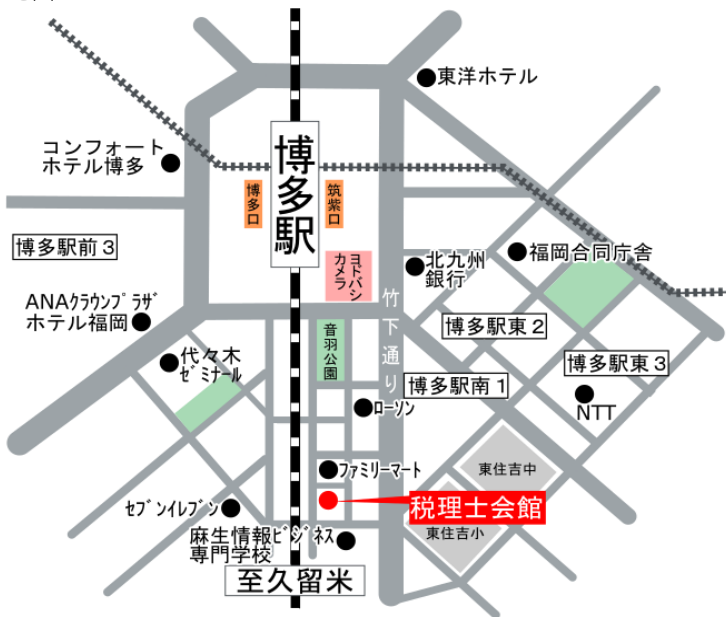 東洋ホテル
コンフォート
ホテル博多
博多駅
博多口
筑紫口
博多駅前3
ヨドバシ
カメラ
北九州
銀行
福岡合同庁舎
ANAクラウンプラザ
ホテル福岡
竹下通り
音羽公園
博多駅東2
代々木
ゼミナール
博多駅南1
博多駅東3
ローソン
NTT
ファミリーマート
東住吉中
税理士会館
セブンイレブン
東住吉小
麻生情報ビジネス
専門学校
至久留米